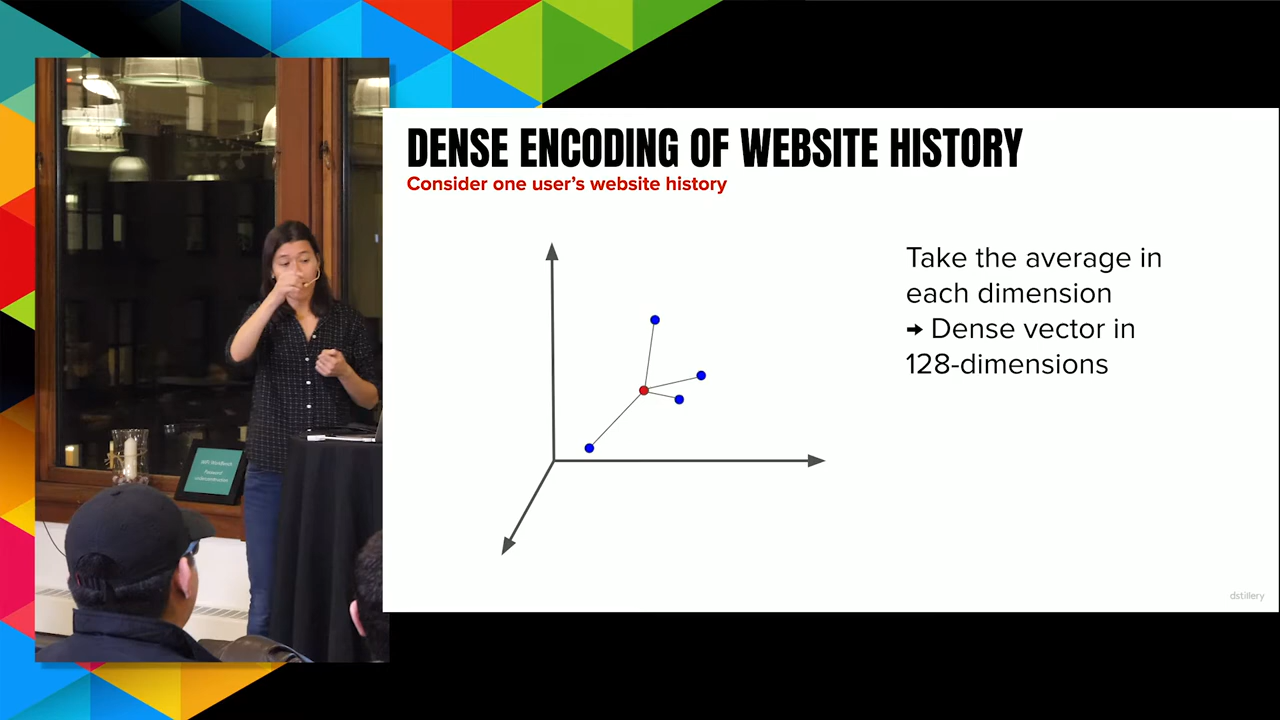 DENSE ENCODING OF WEBSITE HISTORY
Consider one user's website history
Take the average in
each dimension
→ Dense vector in
128-dimensions
dstillery